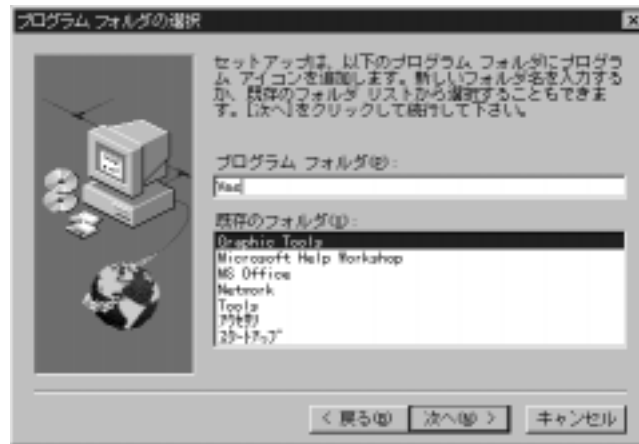 プログラム フォルダの選択
セットアップは、以下のプログラム フォルダにプログラ
ム アイコンを追加します。新しいフォルダ名を入力する
か、既存のフォルダ リストから選択することもできま
す。[次へ]をクリックして続行して下さい。
プログラム フォルダ(P):
既存のフォルダ(X):
Graphic Tools
Microsoft Help Workshop
MS Office
Network
Tools
ｱｸｾｻﾘ
ｽﾀｰﾄｱｯﾌﾟ
< 戻る(B)
次へ(N) >
キャンセル